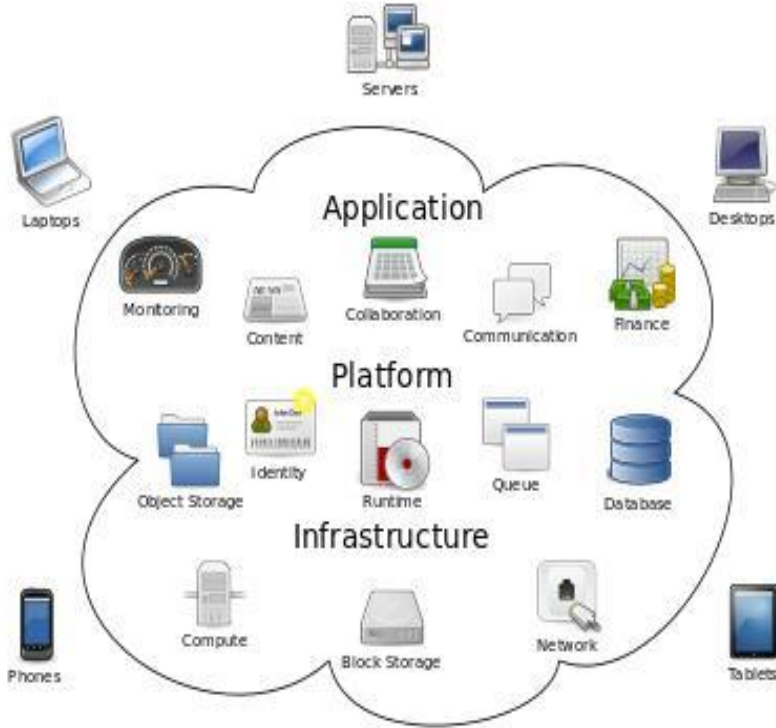 Servers
Laptops
Desktops
Application
Monitoring
Content
Collaboration
Communication
Finance
Platform
Object Storage
Identity
Runtime
Queue
Database
Infrastructure
Compute
Block Storage
Network
Phones
Tablets